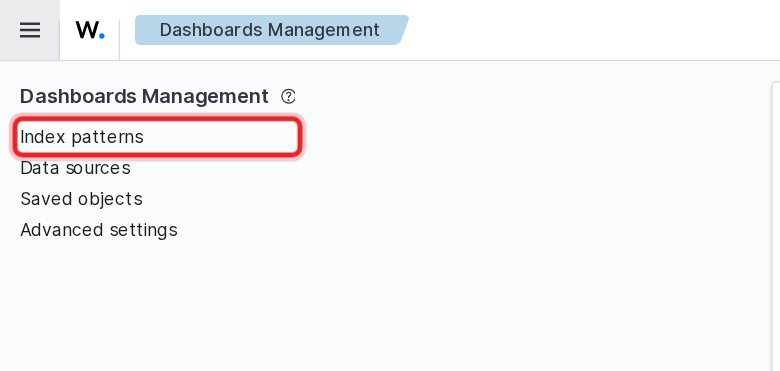 W.
Dashboards Management
Dashboards Management
Index patterns
Data sources
Saved objects
Advanced settings